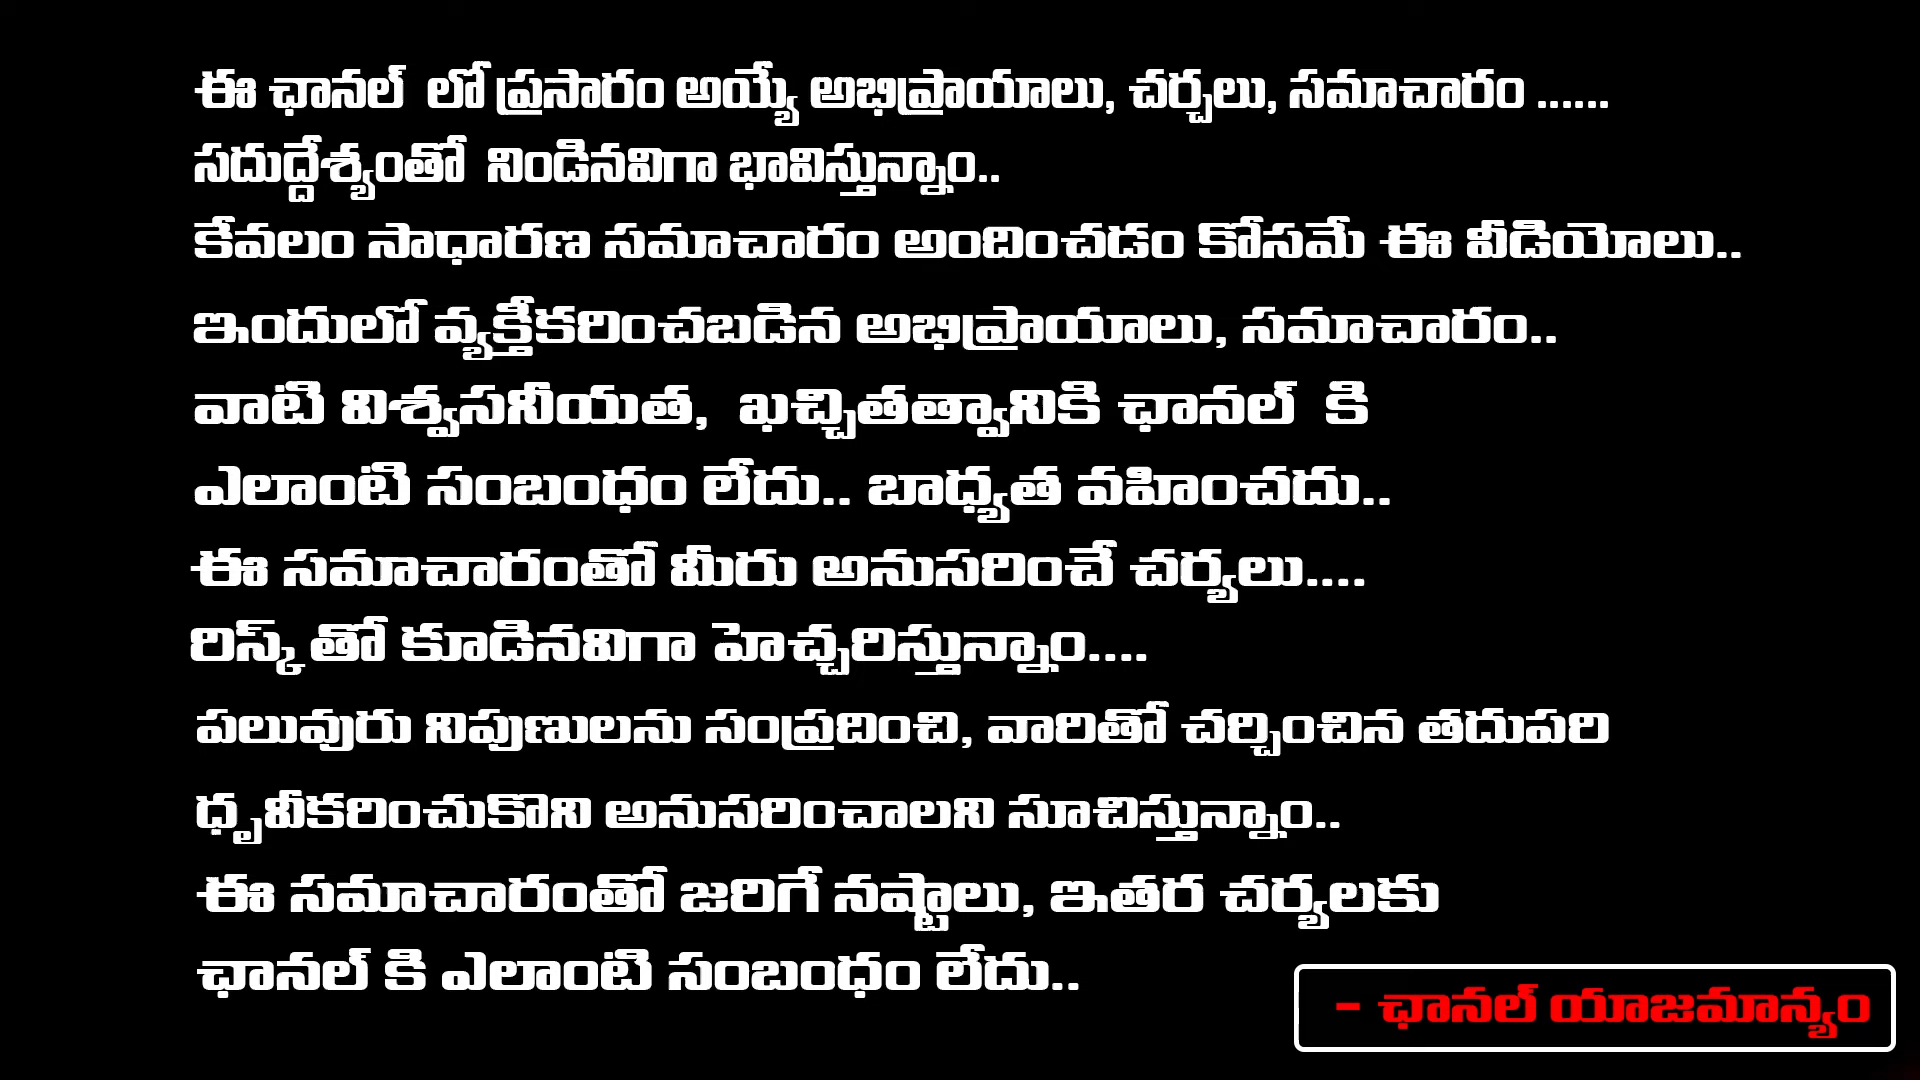 ఈ ఛానల్ లో ప్రసారం అయ్యే అభిప్రాయాలు, చర్చలు, సమాచారం ......
సదుద్దేశ్యంతో నిండినవిగా భావిస్తున్నాం..
కేవలం సాధారణ సమాచారం అందించడం కోసమే ఈ వీడియోలు..
ఇందులో వ్యక్తీకరించబడిన అభిప్రాయాలు, సమాచారం..
వాటి విశ్వసనీయత, ఖచ్చితత్వానికి ఛానల్ కి
ఎలాంటి సంబంధం లేదు.. బాధ్యత వహించదు..
ఈ సమాచారంతో మీరు అనుసరించే చర్యలు....
రిస్క్ తో కూడినవిగా హెచ్చరిస్తున్నాం....
పలువురు నిపుణులను సంప్రదించి, వారితో చర్చించిన తదుపరి
ధృవీకరించుకొని అనుసరించాలని సూచిస్తున్నాం..
ఈ సమాచారంతో జరిగే నష్టాలు, ఇతర చర్యలకు
ఛానల్ కి ఎలాంటి సంబంధం లేదు..
- ఛానల్ యాజమాన్యం